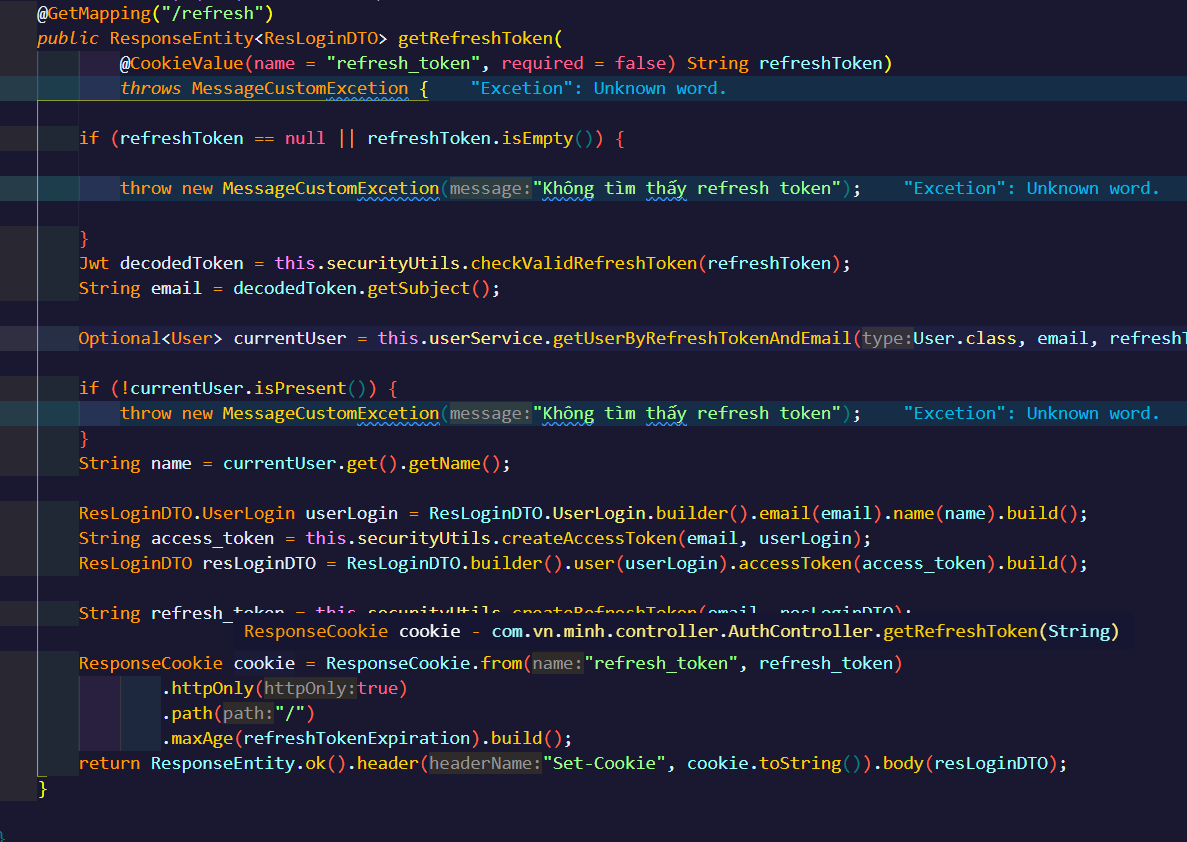 @GetMapping("/refresh")
public ResponseEntity<ResLoginDTO> getRefreshToken(
@CookieValue(name = "refresh_token", required = false) String refreshToken)
throws MessageCustomExcetion { "Excetion": Unknown word.
if (refreshToken == null || refreshToken.isEmpty()) {
throw new MessageCustomExcetion(message:"Không tìm thấy refresh token"); "Excetion": Unknown word.
}
Jwt decodedToken = this.securityUtils.checkValidRefreshToken(refreshToken);
String email = decodedToken.getSubject();
Optional<User> currentUser = this.userService.getUserByRefreshTokenAndEmail(type:User.class, email, refreshT
if (!currentUser.isPresent()) {
throw new MessageCustomExcetion(message:"Không tìm thấy refresh token"); "Excetion": Unknown word.
}
String name = currentUser.get().getName();
ResLoginDTO.UserLogin userLogin = ResLoginDTO.UserLogin.builder().email(email).name(name).build();
String access_token = this.securityUtils.createAccessToken(email, userLogin);
ResLoginDTO resLoginDTO = ResLoginDTO.builder().user(userLogin).accessToken(access_token).build();
String refresh_token = this.securityUtils.createRefreshToken(email, resLoginDTO);
ResponseCookie cookie - com.vn.minh.controller.AuthController.getRefreshToken(String)
ResponseCookie cookie = ResponseCookie.from(name:"refresh_token", refresh_token)
.httpOnly(httpOnly:true)
.path(path:"/")
.maxAge(refreshTokenExpiration).build();
return ResponseEntity.ok().header(headerName:"Set-Cookie", cookie.toString()).body(resLoginDTO);
}
}